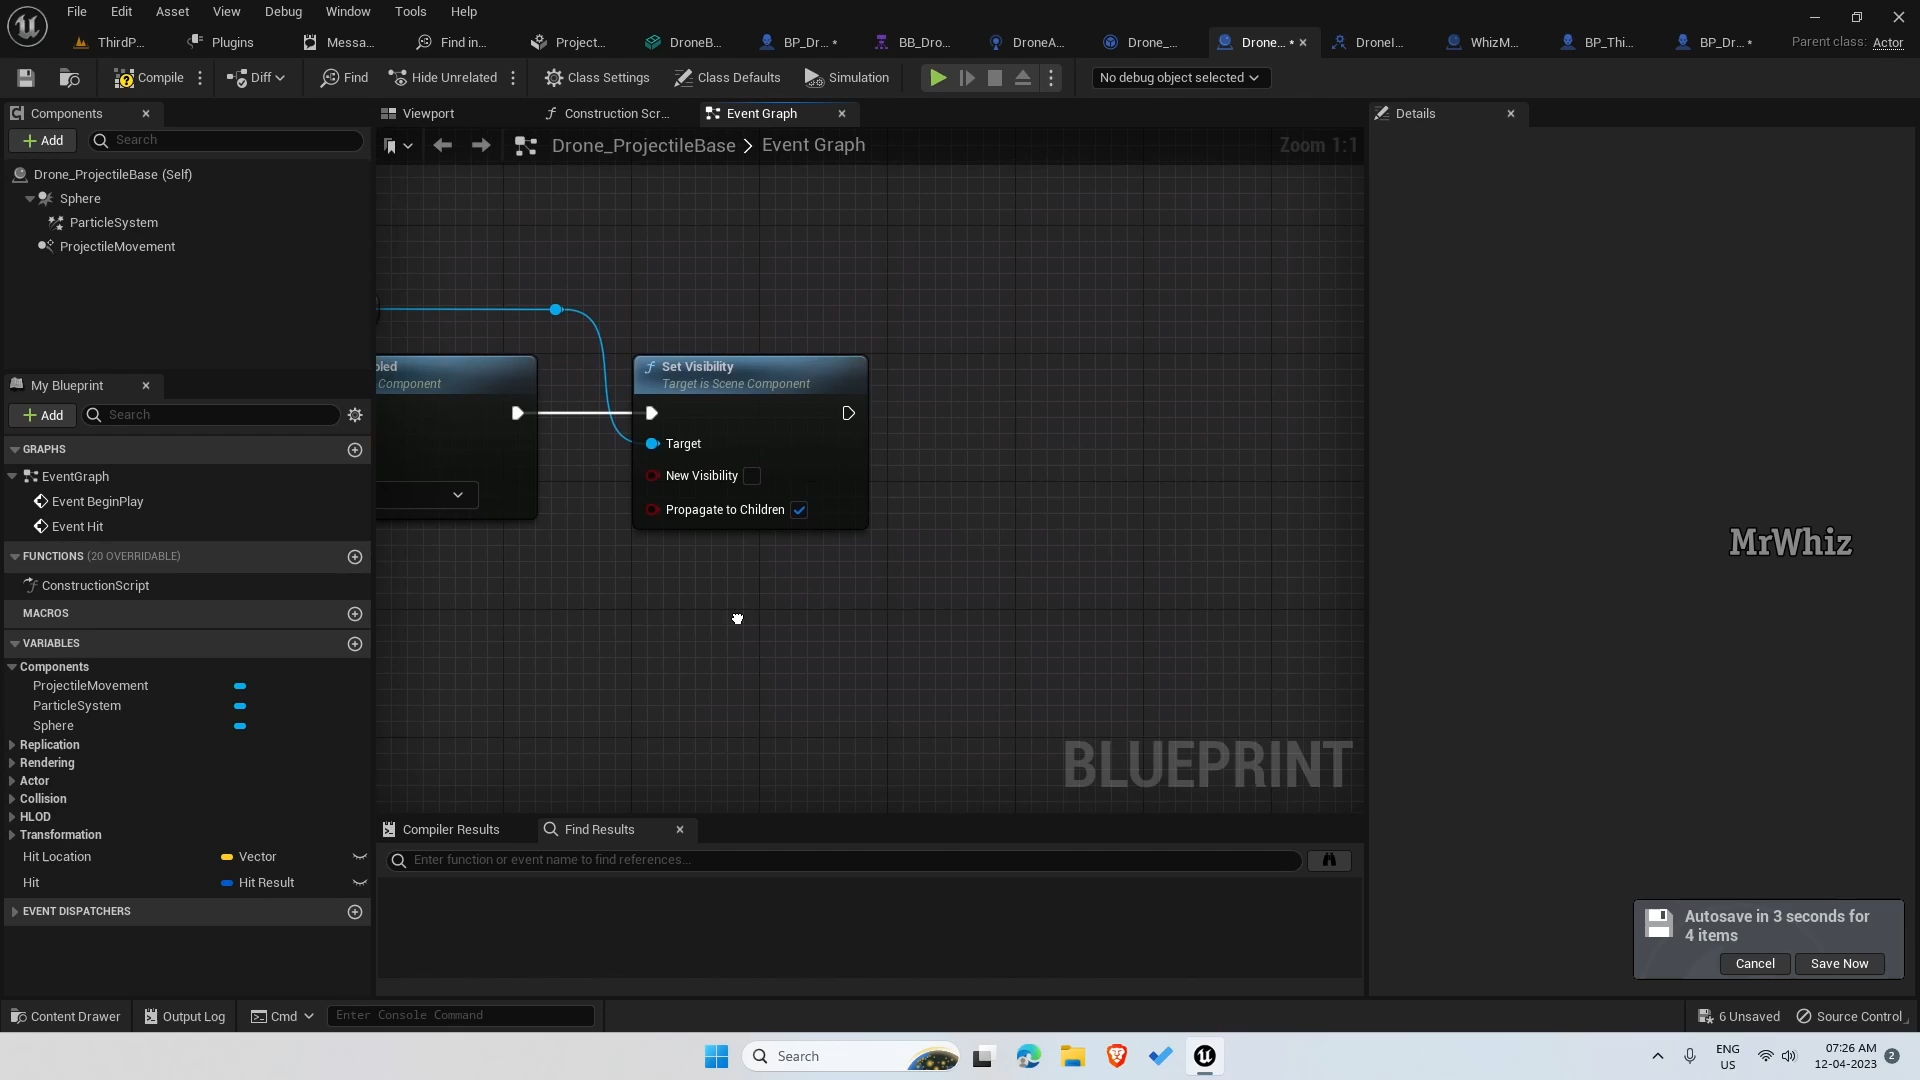 File Edit Asset View Debug Window Tools Help
ThirdP... Plugins Messa... Find in... Project... DroneB... BP_Dr... * BB_Dro... DroneA... Drone_... Drone... * DroneI... WhizM... BP_Thi... BP_Dr... * Parent class: Actor
Compile Diff Find Hide Unrelated Class Settings Class Defaults Simulation No debug object selected
Components
Add Search
Drone_ProjectileBase (Self)
Sphere
ParticleSystem
ProjectileMovement
My Blueprint
Add Search
GRAPHS
EventGraph
Event BeginPlay
Event Hit
FUNCTIONS (20 OVERRIDABLE)
ConstructionScript
MACROS
VARIABLES
Components
ProjectileMovement
ParticleSystem
Sphere
Replication
Rendering
Actor
Collision
HLOD
Transformation
Hit Location Vector
Hit Hit Result
EVENT DISPATCHERS
Viewport Construction Scr... Event Graph
Drone_ProjectileBase > Event Graph Zoom 1:1
bled
Component
Set Visibility
Target is Scene Component
Target
New Visibility
Propagate to Children
BLUEPRINT
Compiler Results Find Results
Enter function or event name to find references...
Details
MrWhiz
Autosave in 3 seconds for
4 items
Cancel Save Now
Content Drawer Output Log Cmd Enter Console Command 6 Unsaved Source Control
Search
ENG
US
07:26 AM
12-04-2023
2